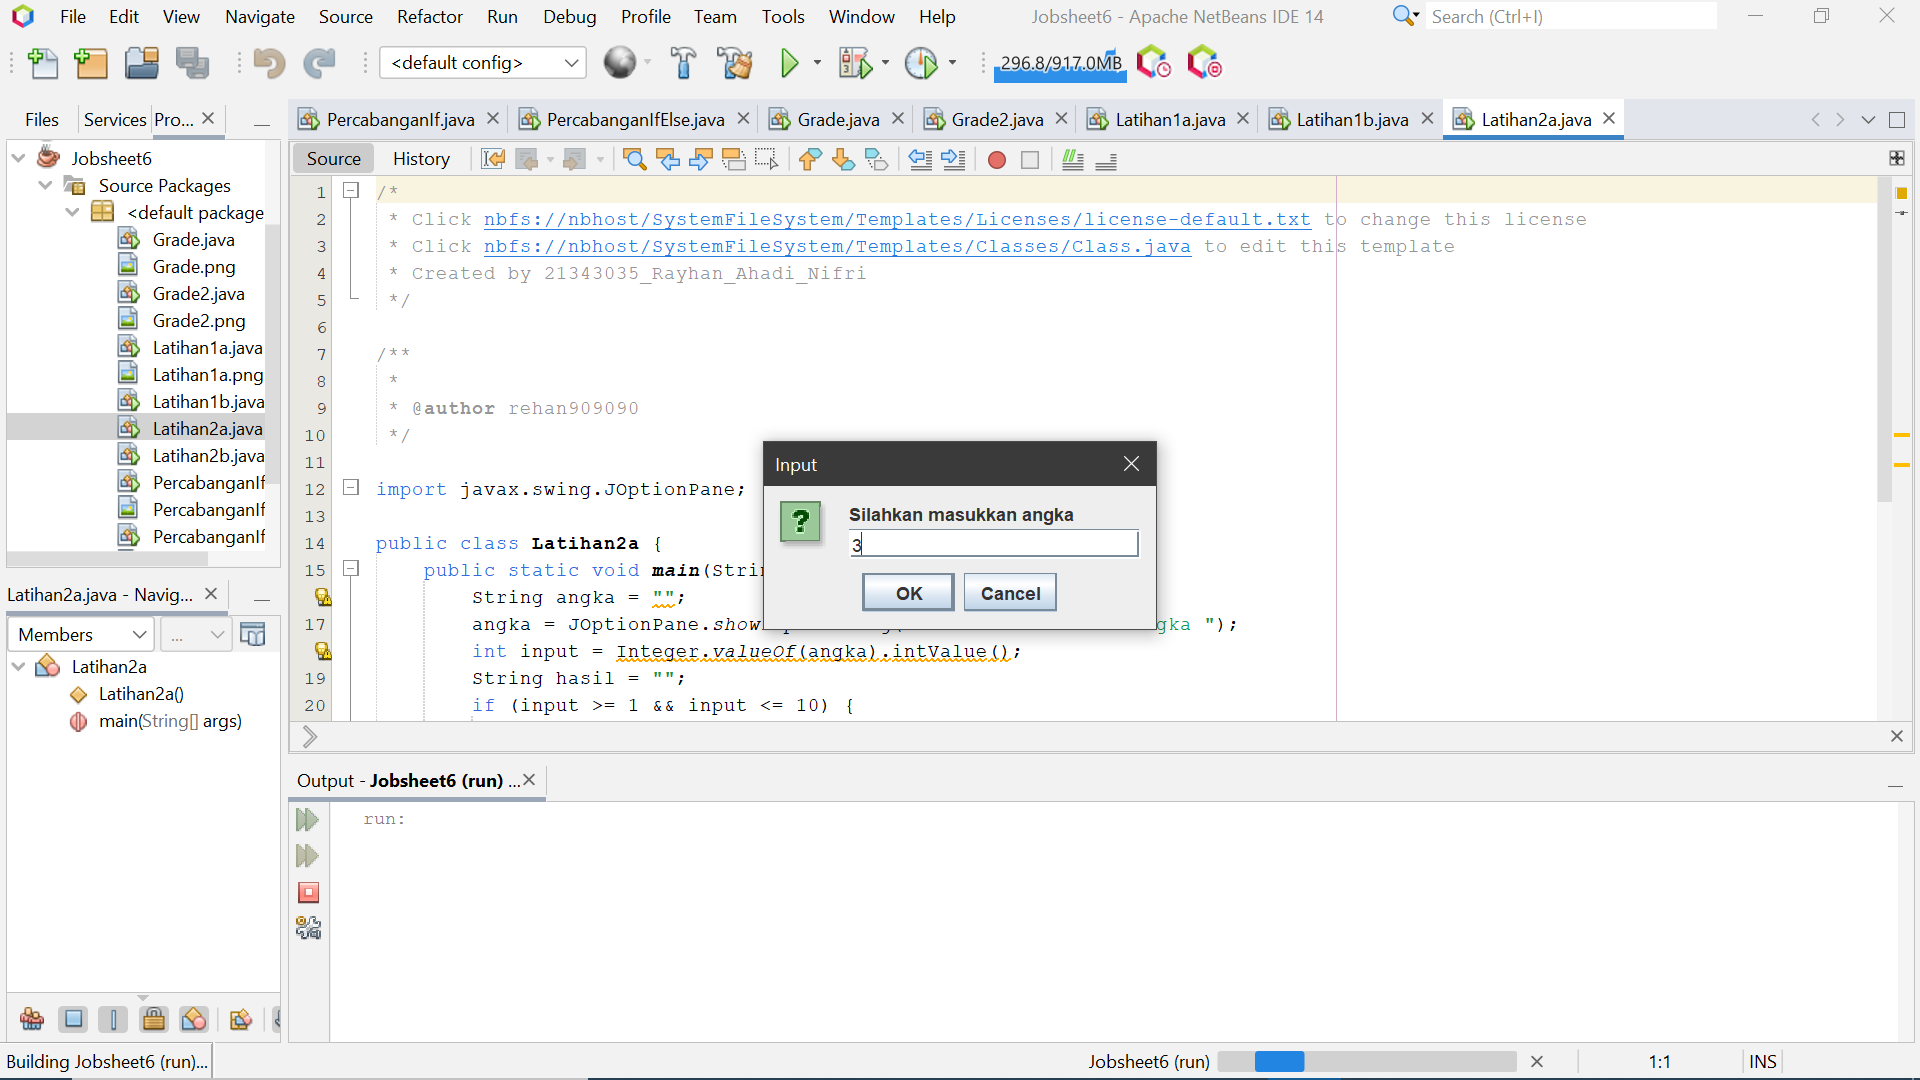 File Edit View Navigate Source Refactor Run Debug Profile Team Tools Window Help
Jobsheet6 - Apache NetBeans IDE 14
Search (Ctrl+I)
<default config>
296.8/917.0MB
Files Services Pro...
PercabanganIf.java PercabanganIfElse.java Grade.java Grade2.java Latihan1a.java Latihan1b.java Latihan2a.java
Source History
Jobsheet6
Source Packages
<default package
Grade.java
Grade.png
Grade2.java
Grade2.png
Latihan1a.java
Latihan1a.png
Latihan1b.java
Latihan2a.java
Latihan2b.java
PercabanganIf
PercabanganIf
PercabanganIf
1 /*
2 * Click nbfs://nbhost/SystemFileSystem/Templates/Licenses/license-default.txt to change this license
3 * Click nbfs://nbhost/SystemFileSystem/Templates/Classes/Class.java to edit this template
4 * Created by 21343035_Rayhan_Ahadi_Nifri
5 */
6
7 /**
8 *
9 * @author rehan909090
10 */
11
12 import javax.swing.JOptionPane;
13
14 public class Latihan2a {
15 public static void main(Strin
String angka = "";
17 angka = JOptionPane.show gka ");
int input = Integer.valueOf(angka).intValue();
19 String hasil = "";
20 if (input >= 1 && input <= 10) {
Input
Silahkan masukkan angka
3
OK Cancel
Latihan2a.java - Navig...
Members ...
Latihan2a
Latihan2a()
main(String[] args)
Output - Jobsheet6 (run) ...
run:
Building Jobsheet6 (run)...
Jobsheet6 (run)
1:1
INS